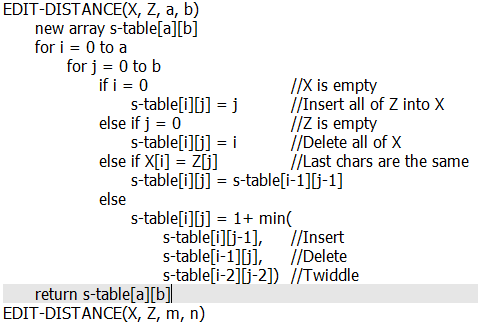 EDIT-DISTANCE(X, Z, a, b)
new array s-table[a][b]
for i = 0 to a
for j = 0 to b
if i = 0 //X is empty
s-table[i][j] = j //Insert all of Z into X
else if j = 0 //Z is empty
s-table[i][j] = i //Delete all of X
else if X[i] = Z[j] //Last chars are the same
s-table[i][j] = s-table[i-1][j-1]
else
s-table[i][j] = 1+ min(
s-table[i][j-1], //Insert
s-table[i-1][j], //Delete
s-table[i-2][j-2]) //Twiddle
return s-table[a][b]
EDIT-DISTANCE(X, Z, m, n)